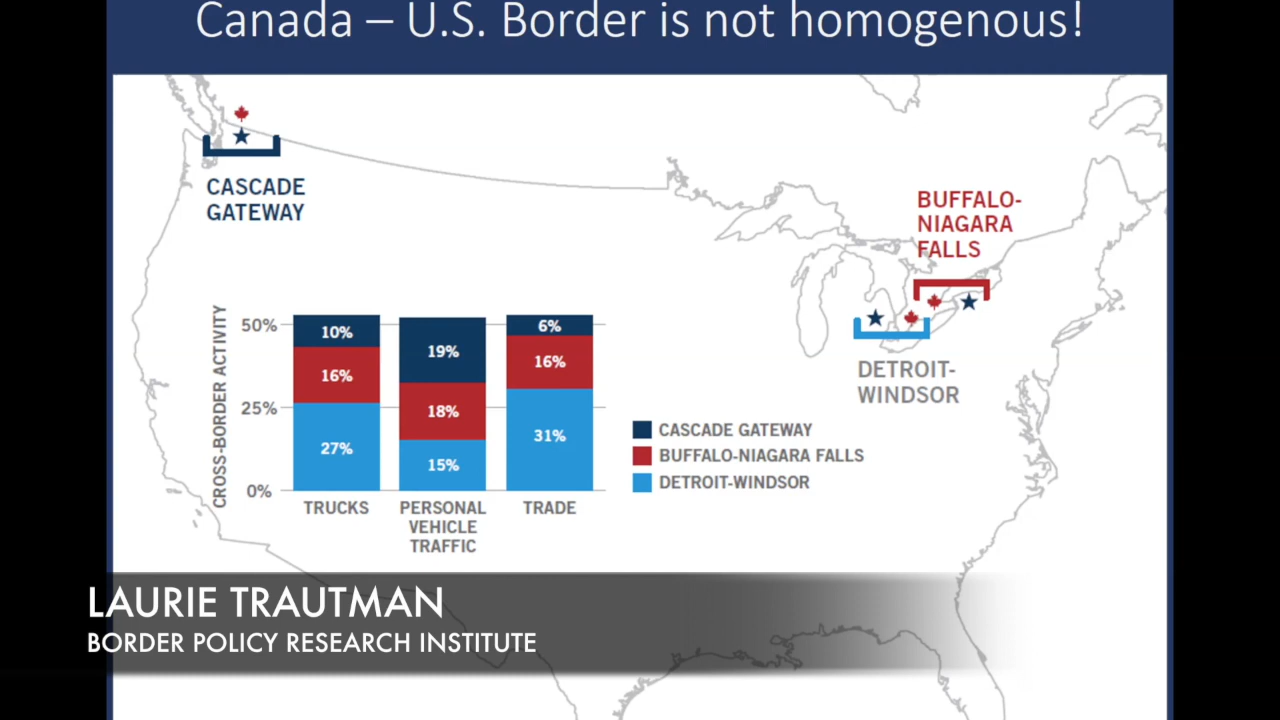 Canada – U.S. Border is not homogenous!
CASCADE
GATEWAY
BUFFALO-
NIAGARA
FALLS
DETROIT-
WINDSOR
CROSS-BORDER ACTIVITY
50%
25%
0%
10%
16%
27%
19%
18%
15%
6%
16%
31%
TRUCKS
PERSONAL
VEHICLE
TRAFFIC
TRADE
CASCADE GATEWAY
BUFFALO-NIAGARA FALLS
DETROIT-WINDSOR
LAURIE TRAUTMAN
BORDER POLICY RESEARCH INSTITUTE